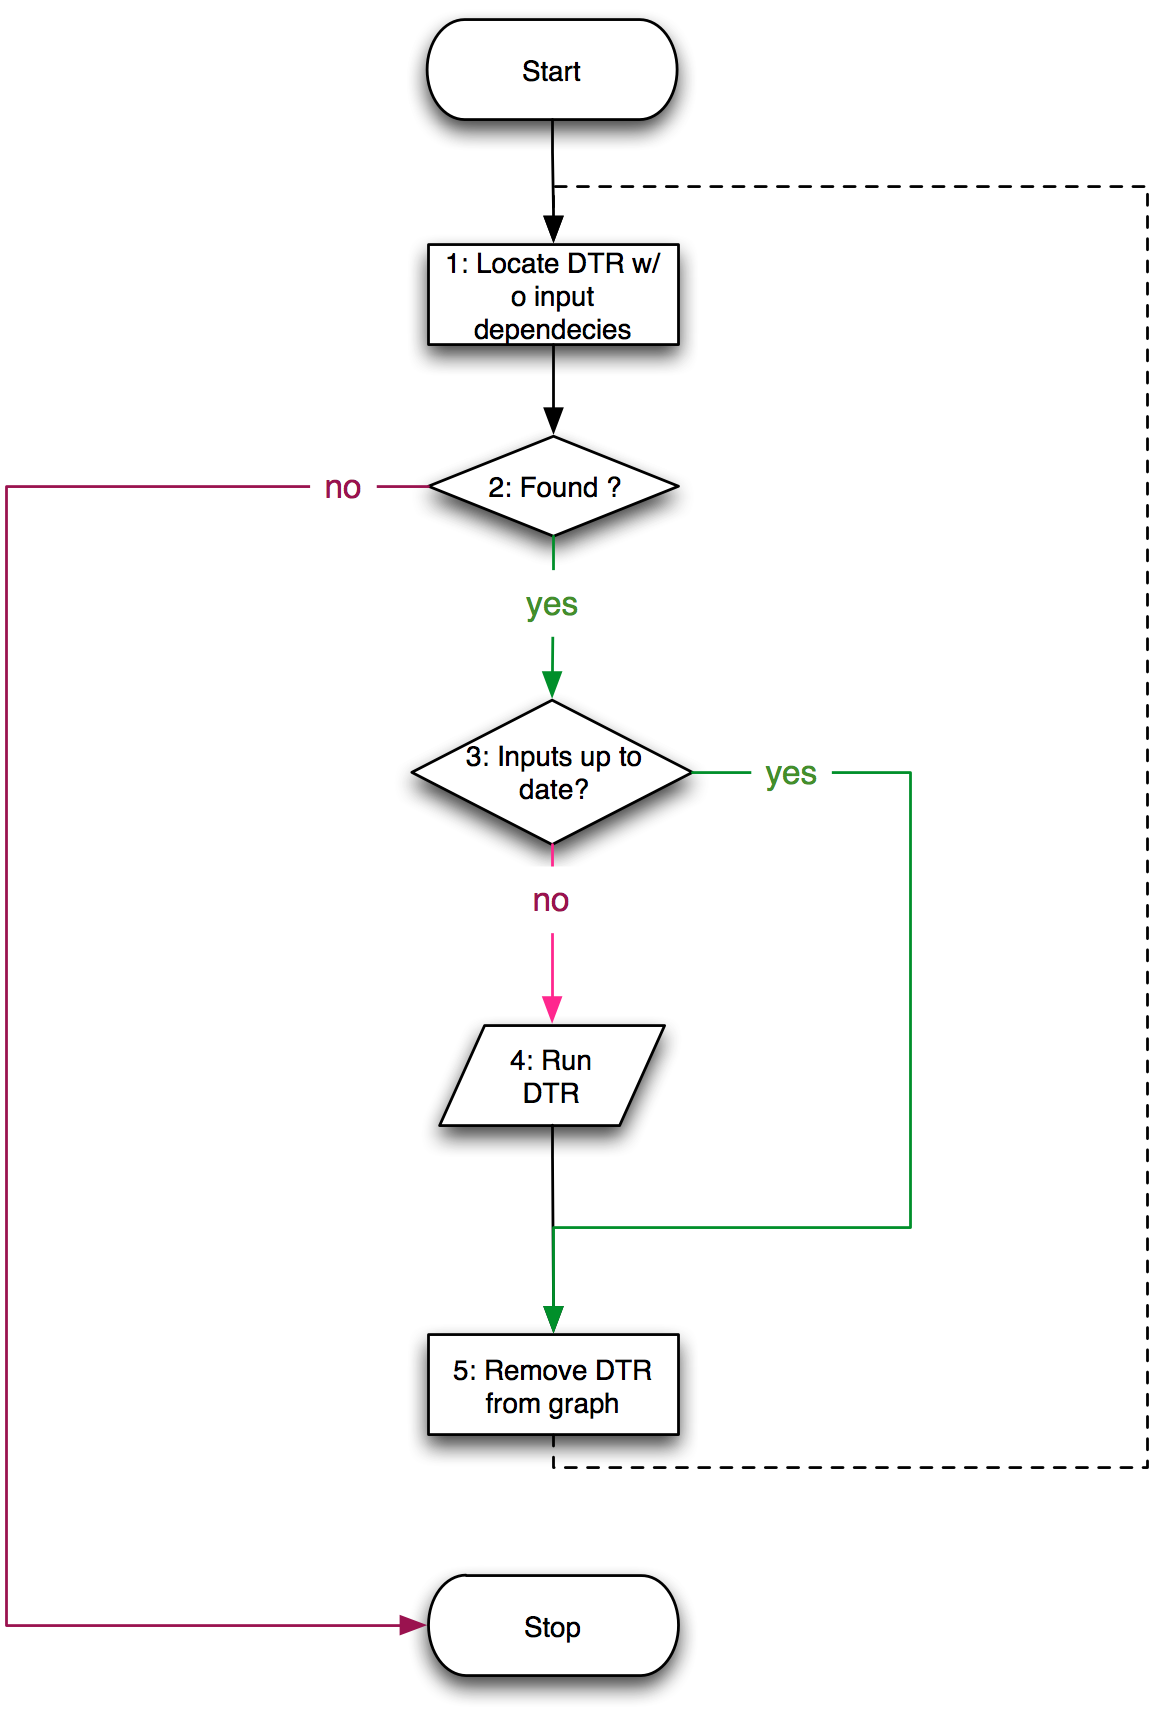 Start
1: Locate DTR w/
o input
dependecies
2: Found ?
no
yes
3: Inputs up to
date?
yes
no
4: Run
DTR
5: Remove DTR
from graph
Stop